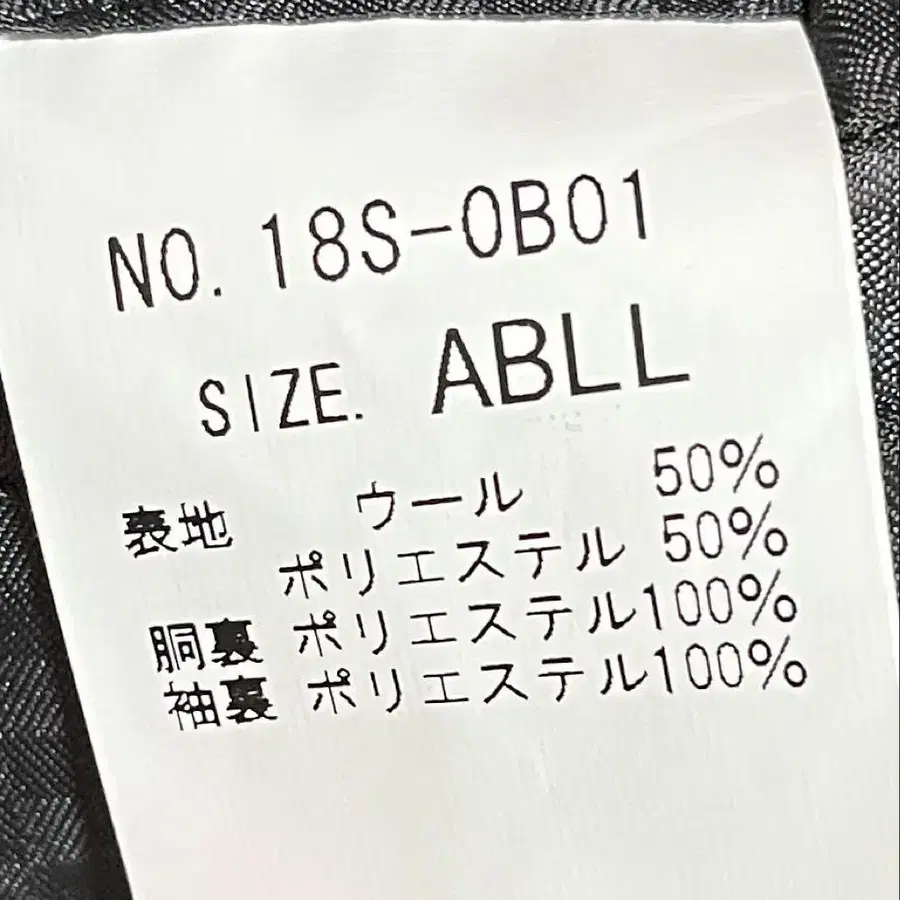 NO. 18S-0B01
SIZE. ABLL
表地 ウール 50%
ポリエステル 50%
胴裏 ポリエステル100%
袖裏 ポリエステル100%